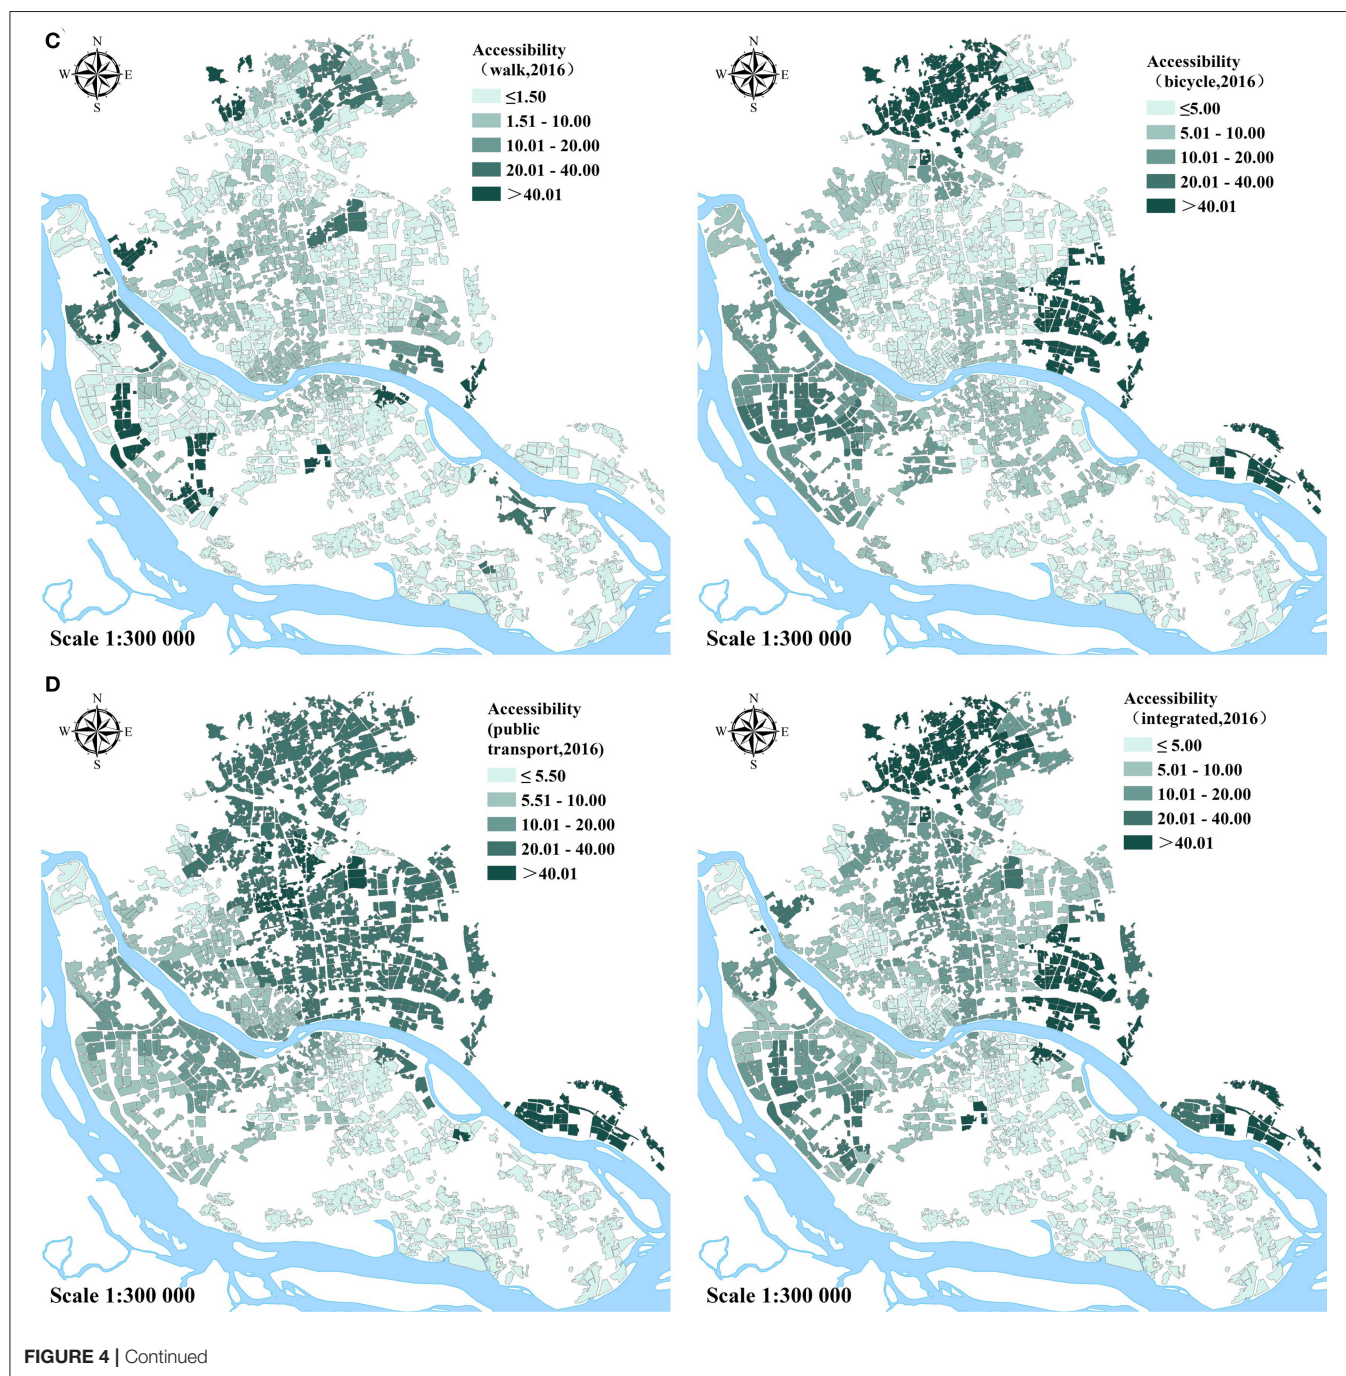 C
N
W E
S
Accessibility
（walk,2016）
≤1.50
1.51 - 10.00
10.01 - 20.00
20.01 - 40.00
＞40.01
Scale 1:300 000
N
W E
S
Accessibility
（bicycle,2016）
≤5.00
5.01 - 10.00
10.01 - 20.00
20.01 - 40.00
＞40.01
Scale 1:300 000
D
N
W E
S
Accessibility
(public
transport,2016)
≤ 5.50
5.51 - 10.00
10.01 - 20.00
20.01 - 40.00
＞40.01
Scale 1:300 000
N
W E
S
Accessibility
（integrated,2016）
≤ 5.00
5.01 - 10.00
10.01 - 20.00
20.01 - 40.00
＞40.01
Scale 1:300 000
FIGURE 4 | Continued